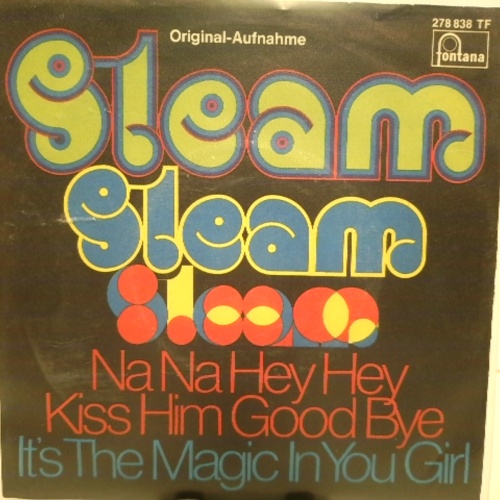 Original-Aufnahme
278 838 TF
fontana
Steam
Steam
Steam
Na Na Hey Hey
Kiss Him Good Bye
It's The Magic In You Girl